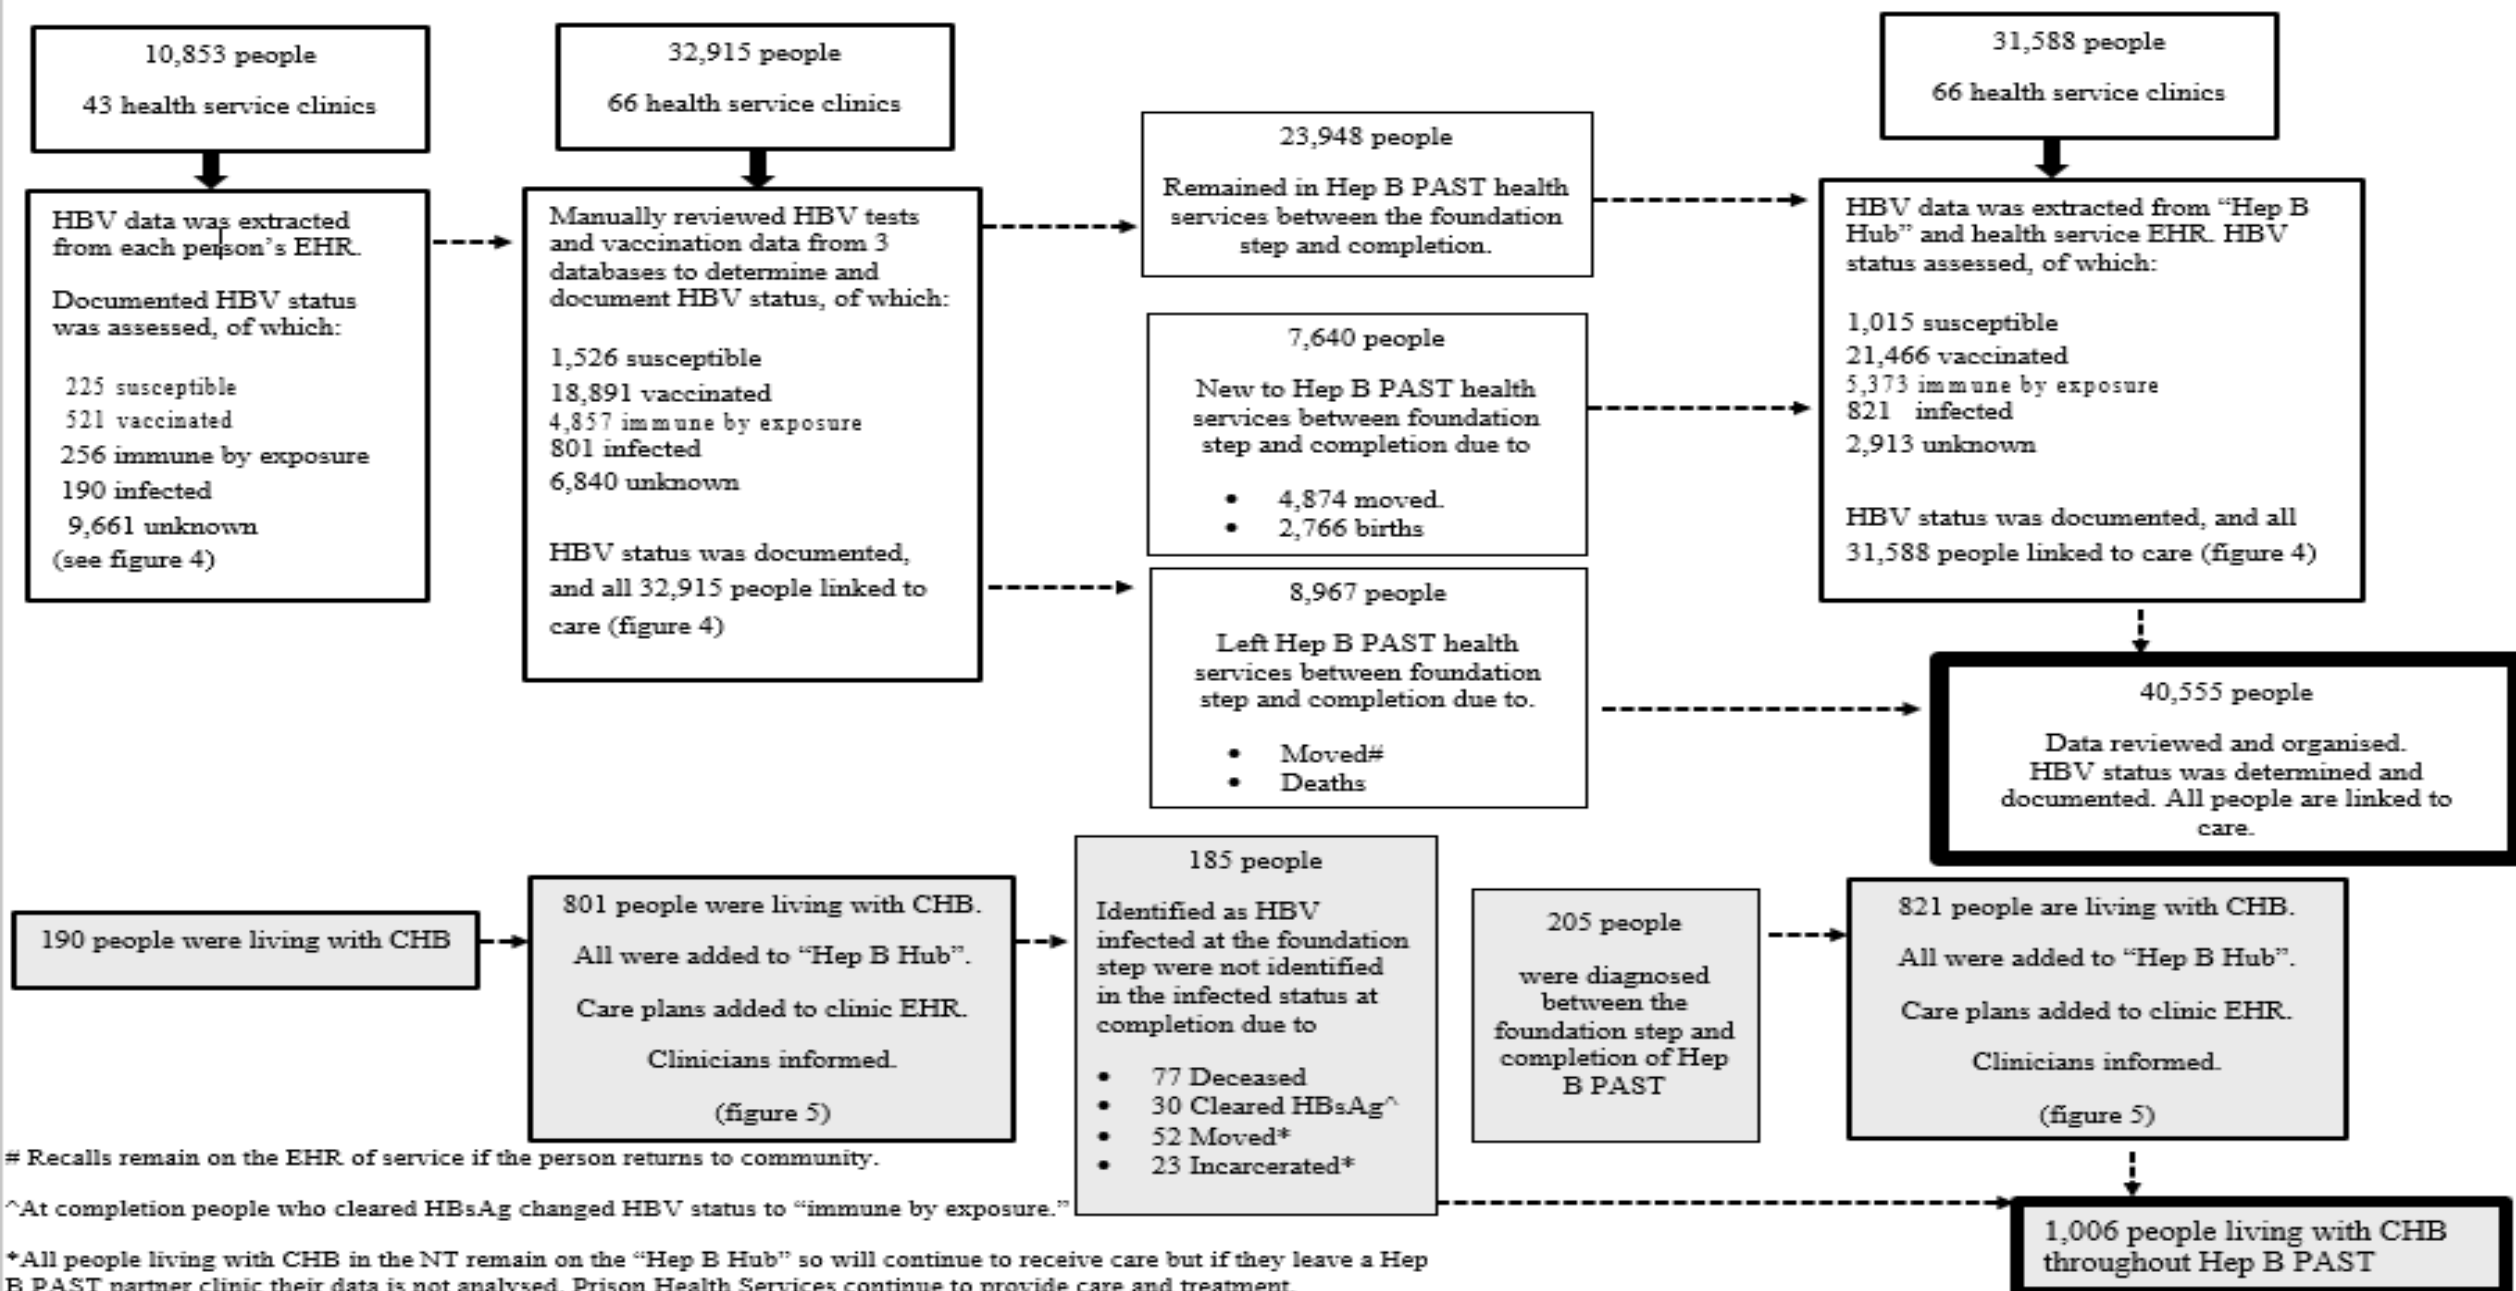 10,853 people
43 health service clinics
HBV data was extracted
from each person's EHR.
Documented HBV status
was assessed, of which:
225 susceptible
521 vaccinated
256 immune by exposure
190 infected
9,661 unknown
(see figure 4)
32,915 people
66 health service clinics
Manually reviewed HBV tests
and vaccination data from 3
databases to determine and
document HBV status, of which:
1,526 susceptible
18,891 vaccinated
4,857 immune by exposure
801 infected
6,840 unknown
HBV status was documented,
and all 32,915 people linked to
care (figure 4)
23,948 people
Remained in Hep B PAST health
services between the foundation
step and completion.
7,640 people
New to Hep B PAST health
services between foundation
step and completion due to
• 4,874 moved.
• 2,766 births
8,967 people
Left Hep B PAST health
services between foundation
step and completion due to.
• Moved#
• Deaths
31,588 people
66 health service clinics
HBV data was extracted from “Hep B
Hub” and health service EHR. HBV
status assessed, of which:
1,015 susceptible
21,466 vaccinated
5,373 immune by exposure
821 infected
2,913 unknown
HBV status was documented, and all
31,588 people linked to care (figure 4)
40,555 people
Data reviewed and organised.
HBV status was determined and
documented. All people are linked to
care.
190 people were living with CHB
801 people were living with CHB.
All were added to “Hep B Hub”.
Care plans added to clinic EHR.
Clinicians informed.
(figure 5)
185 people
Identified as HBV
infected at the foundation
step were not identified
in the infected status at
completion due to
• 77 Deceased
• 30 Cleared HBsAg^
• 52 Moved*
• 23 Incarcerated*
205 people
were diagnosed
between the
foundation step and
completion of Hep
B PAST
821 people are living with CHB.
All were added to “Hep B Hub”.
Care plans added to clinic EHR.
Clinicians informed.
(figure 5)
1,006 people living with CHB
throughout Hep B PAST
# Recalls remain on the EHR of service if the person returns to community.
^At completion people who cleared HBsAg changed HBV status to “immune by exposure.”
*All people living with CHB in the NT remain on the “Hep B Hub” so will continue to receive care but if they leave a Hep
B PAST partner clinic their data is not analysed. Prison Health Services continue to provide care and treatment.